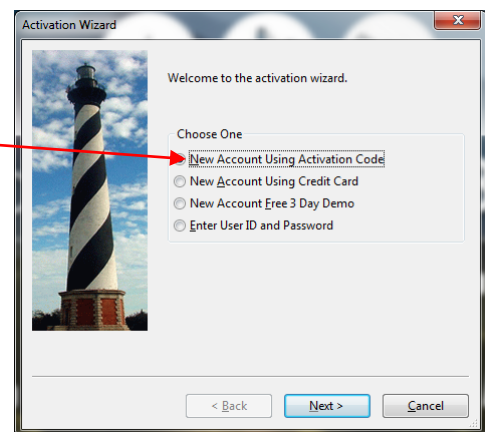 Activation Wizard
Welcome to the activation wizard.
Choose One
New Account Using Activation Code
New Account Using Credit Card
New Account Free 3 Day Demo
Enter User ID and Password
< Back
Next >
Cancel